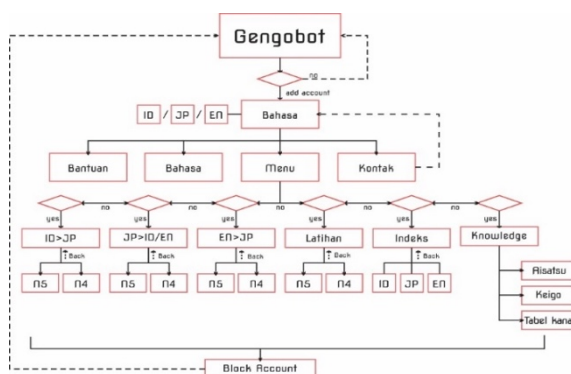 Gengobot
no
add account
ID / JP / EN
Bahasa
Bantuan
Bahasa
Menu
Kontak
no no no no no
yes yes yes yes yes yes
ID>JP
JP>ID/EN
EN>JP
Latihan
Indeks
Knowledge
Back Back Back Back Back
N5 N4
N5 N4
N5 N4
N5 N4
ID JP EN
Aisatsu
Keigo
Tabel kana
Block Account